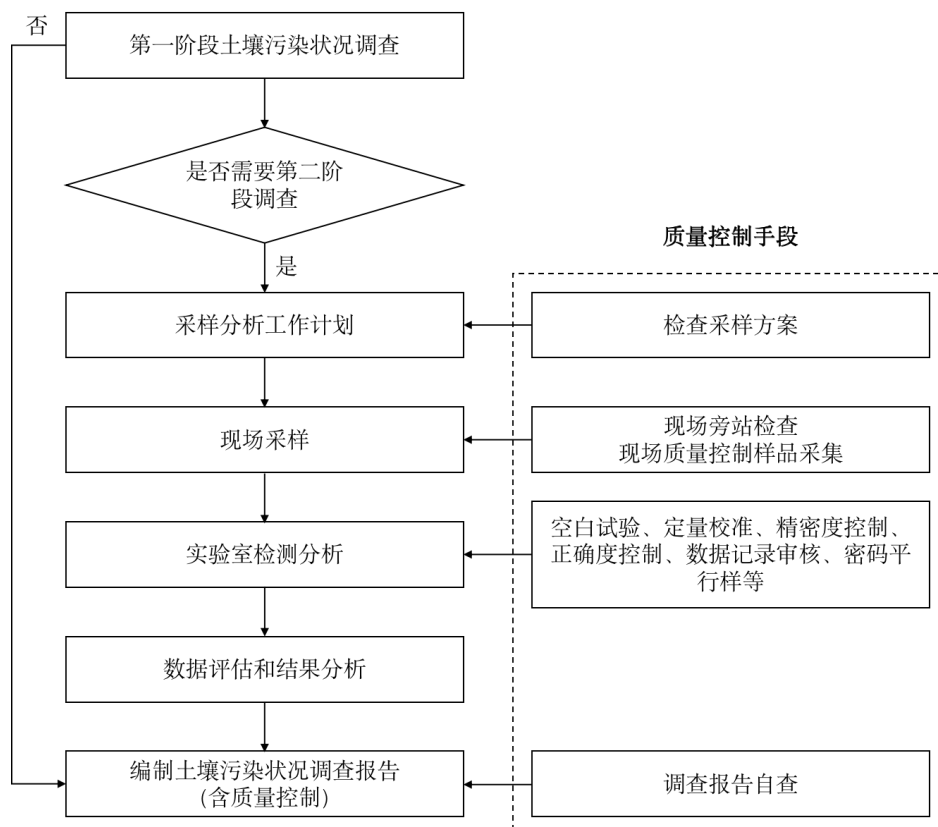 否
第一阶段土壤污染状况调查
是否需要第二阶
段调查
是
质量控制手段
采样分析工作计划
检查采样方案
现场采样
现场旁站检查
现场质量控制样品采集
实验室检测分析
空白试验、定量校准、精密度控制、
正确度控制、数据记录审核、密码平
行样等
数据评估和结果分析
编制土壤污染状况调查报告
(含质量控制)
调查报告自查